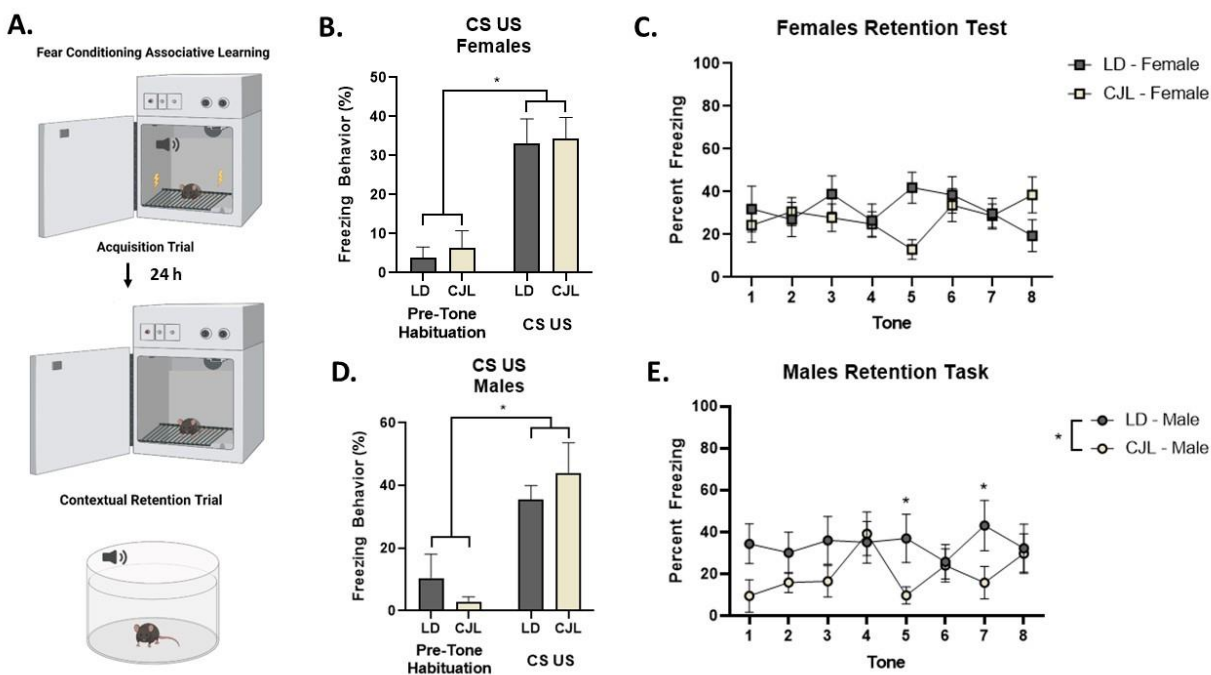 A.
Fear Conditioning Associative Learning
Acquisition Trial
24 h
Contextual Retention Trial
B.
CS US
Females
50
40
30
20
10
0
Freezing Behavior (%)
*
LD CJL LD CJL
Pre-Tone
Habituation
CS US
C.
Females Retention Test
100
80
60
40
20
0
Percent Freezing
1 2 3 4 5 6 7 8
Tone
LD - Female
CJL - Female
D.
CS US
Males
60
40
20
0
Freezing Behavior (%)
*
LD CJL LD CJL
Pre-Tone
Habituation
CS US
E.
Males Retention Task
100
80
60
40
20
0
Percent Freezing
* *
1 2 3 4 5 6 7 8
Tone
LD - Male
* CJL - Male